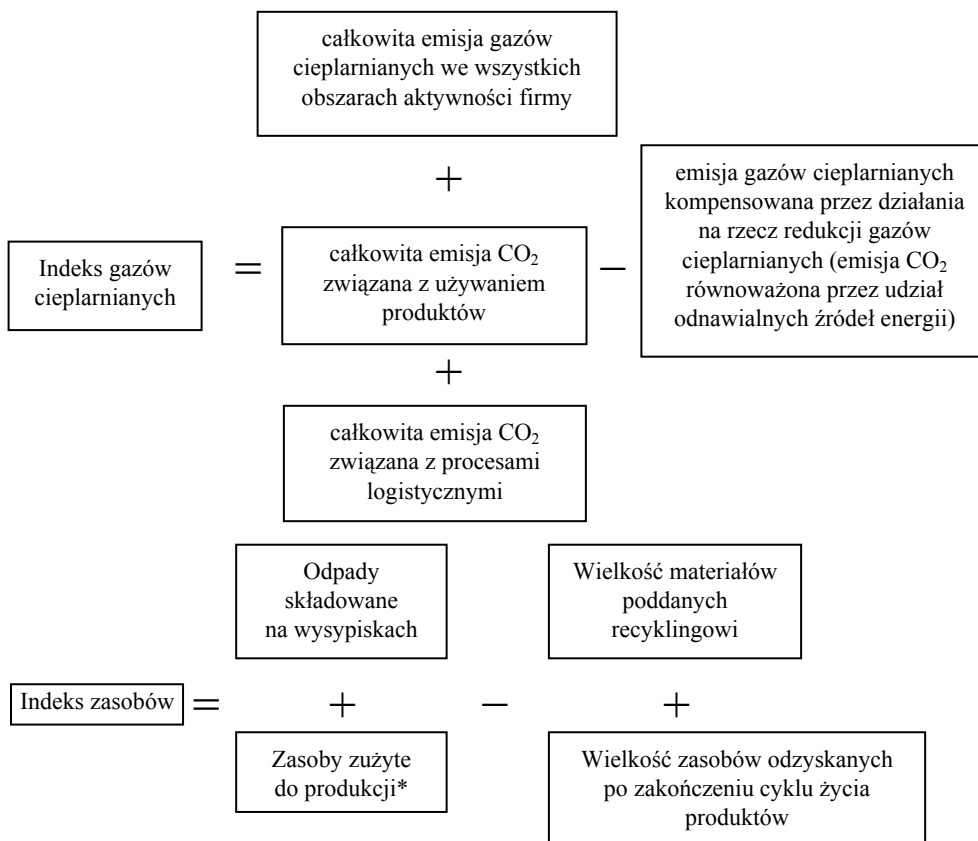 całkowita emisja gazów
cieplarnianych we wszystkich
obszarach aktywności firmy
+
Indeks gazów
cieplarnianych
=
całkowita emisja CO₂
związana z używaniem
produktów
−
emisja gazów cieplarnianych
kompensowana przez działania
na rzecz redukcji gazów
cieplarnianych (emisja CO₂
równoważona przez udział
odnawialnych źródeł energii)
+
całkowita emisja CO₂
związana z procesami
logistycznymi
Odpady
składowane
na wysypiskach
Wielkość materiałów
poddanych
recyklingowi
Indeks zasobów
=
+
−
+
Zasoby zużyte
do produkcji*
Wielkość zasobów odzyskanych
po zakończeniu cyklu życia
produktów